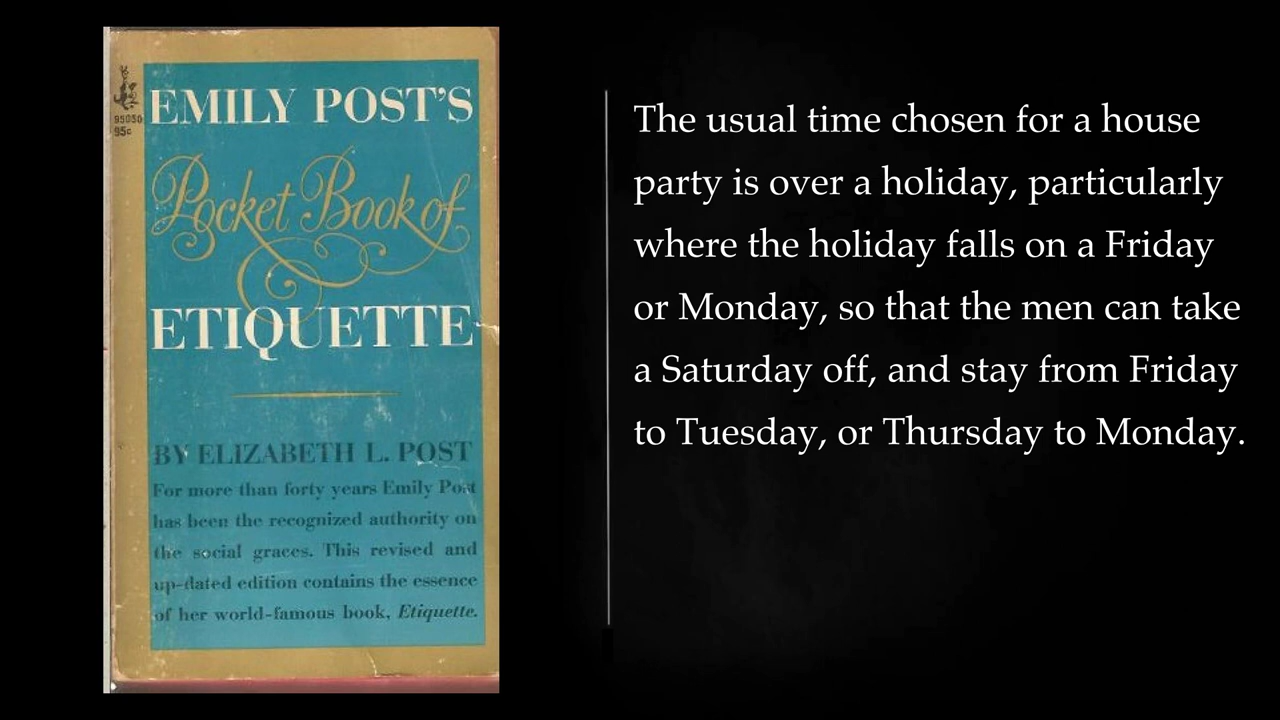 95050
95c
EMILY POST'S
Pocket Book of
ETIQUETTE
BY ELIZABETH L. POST
For more than forty years Emily Post
has been the recognized authority on
the social graces. This revised and
up-dated edition contains the essence
of her world-famous book, Etiquette.
The usual time chosen for a house
party is over a holiday, particularly
where the holiday falls on a Friday
or Monday, so that the men can take
a Saturday off, and stay from Friday
to Tuesday, or Thursday to Monday.